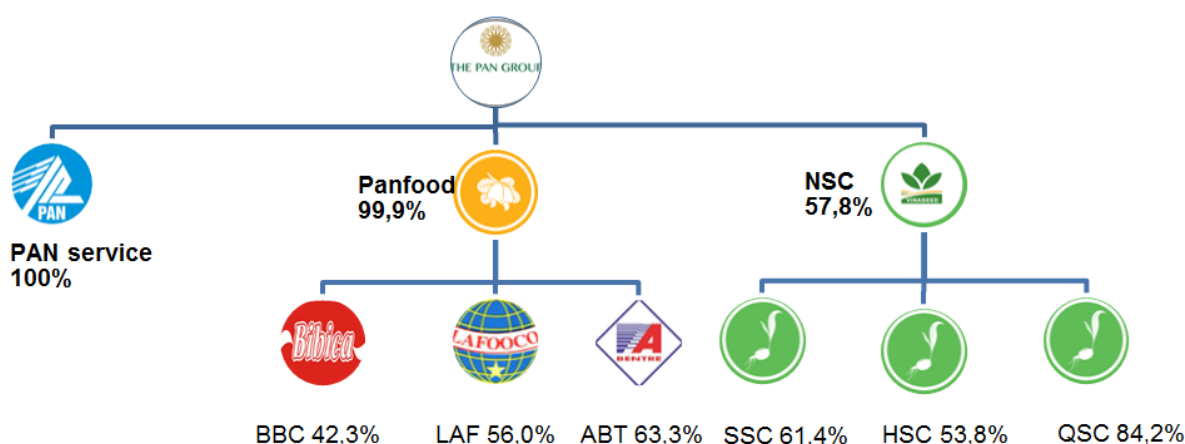 THE PAN GROUP
PAN
PAN service
100%
Panfood
99,9%
VINASEED
NSC
57,8%
Bibica
LAFOOCO
A
BENTRE
BBC 42,3%
LAF 56,0%
ABT 63,3%
SSC 61,4%
HSC 53,8%
QSC 84,2%